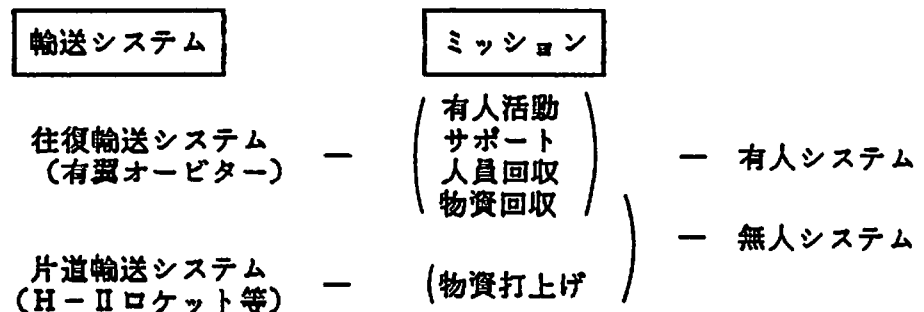 輸送システム ミッション
有人活動
往復輸送システム サポート
(有翼オービター) — 人員回収 — 有人システム
物資回収
— 無人システム
片道輸送システム
(H-Ⅱロケット等) — (物資打上げ)